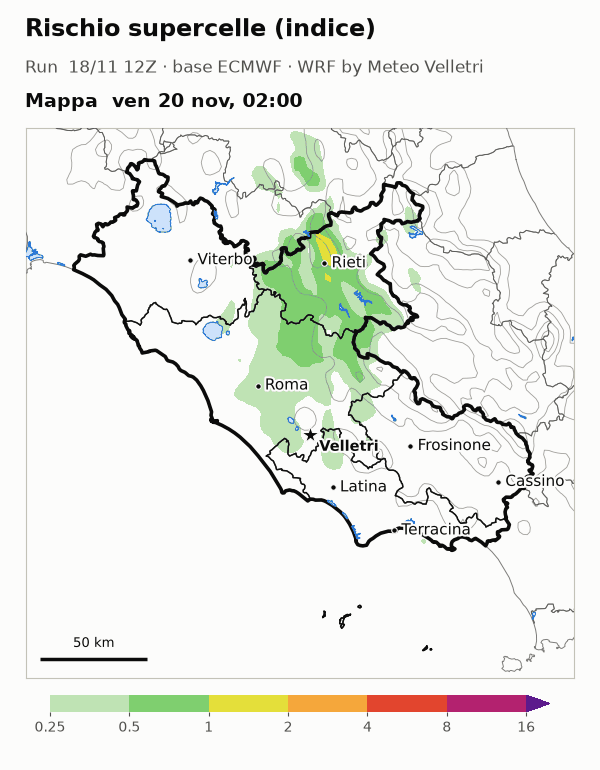 Rischio supercelle (indice)
Run  18/11 12Z · base ECMWF · WRF by Meteo Velletri
Mappa  ven 20 nov, 02:00
Viterbo
Rieti
Roma
Velletri
Frosinone
Cassino
Latina
Terracina
50 km
0.25 0.5 1 2 4 8 16